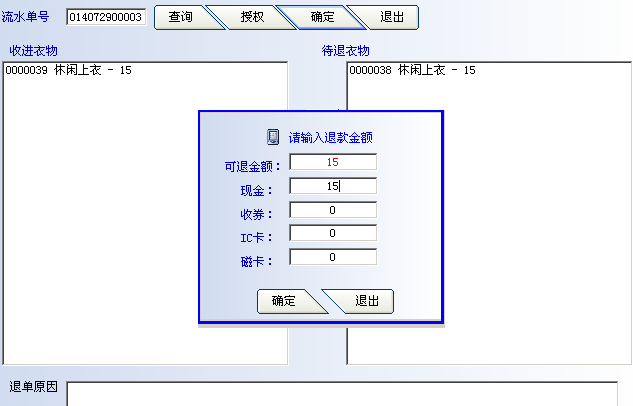 流水单号 014072900003 查询 授权 确定 退出
收进衣物 待退衣物
0000039 休闲上衣 - 15 0000038 休闲上衣 - 15
请输入退款金额
可退金额： 15
现金： 15
收券： 0
IC卡： 0
磁卡： 0
确定 退出
退单原因